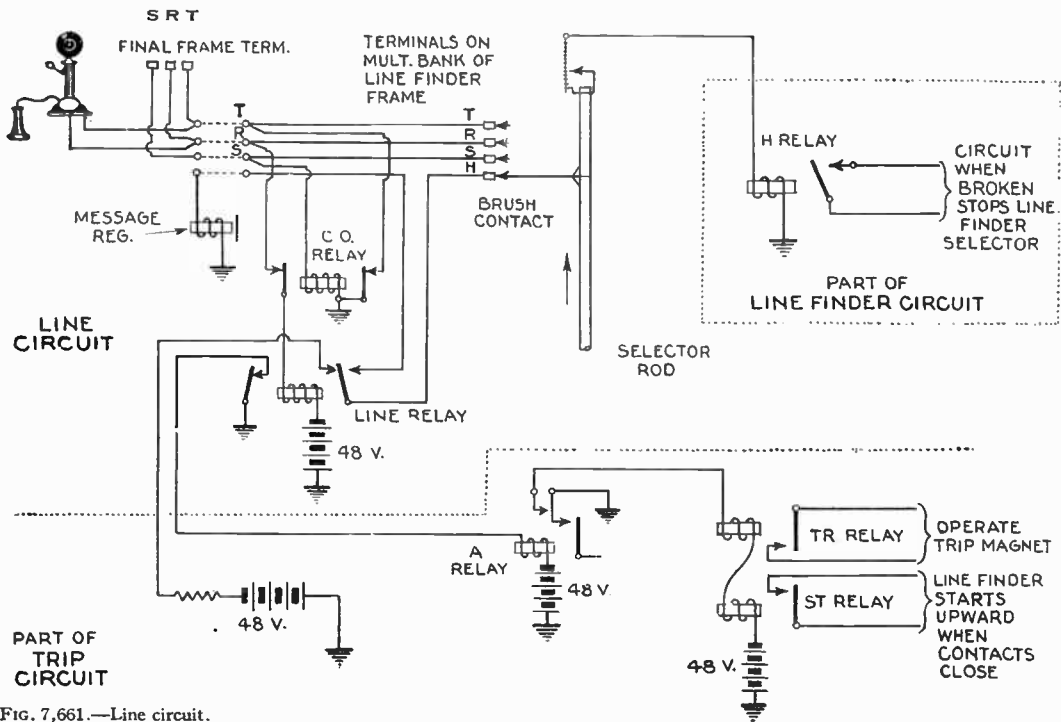 S R T
FINAL FRAME TERM.
TERMINALS ON
MULT. BANK OF
LINE FINDER
FRAME
T
R
S
T
R
S
H
BRUSH
CONTACT
MESSAGE
REG.
C O.
RELAY
H RELAY
CIRCUIT
WHEN
BROKEN
STOPS LINE
FINDER
SELECTOR
PART OF
LINE FINDER CIRCUIT
LINE
CIRCUIT
SELECTOR
ROD
LINE RELAY
48 V.
A
RELAY
48 V
TR RELAY
OPERATE
TRIP MAGNET
ST RELAY
LINE FINDER
STARTS
UPWARD
WHEN
CONTACTS
CLOSE
48 V.
48 V.
PART OF
TRIP
CIRCUIT
FIG. 7,661.—Line circuit.